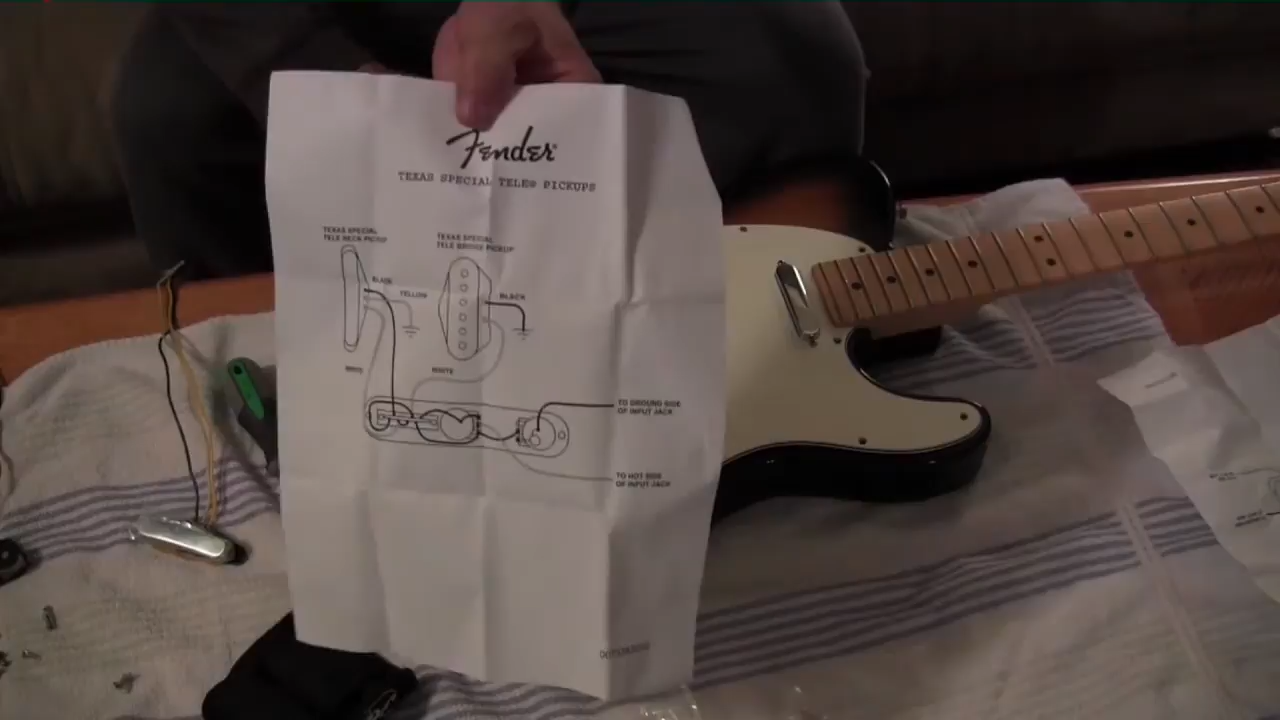 Fender
TEXAS SPECIAL TELE® PICKUPS
TEXAS SPECIAL
TELE NECK PICKUP
TEXAS SPECIAL
TELE BRIDGE PICKUP
BLACK
YELLOW
BLACK
WHITE
WHITE
TO GROUND SIDE
OF INPUT JACK
TO HOT SIDE
OF INPUT JACK